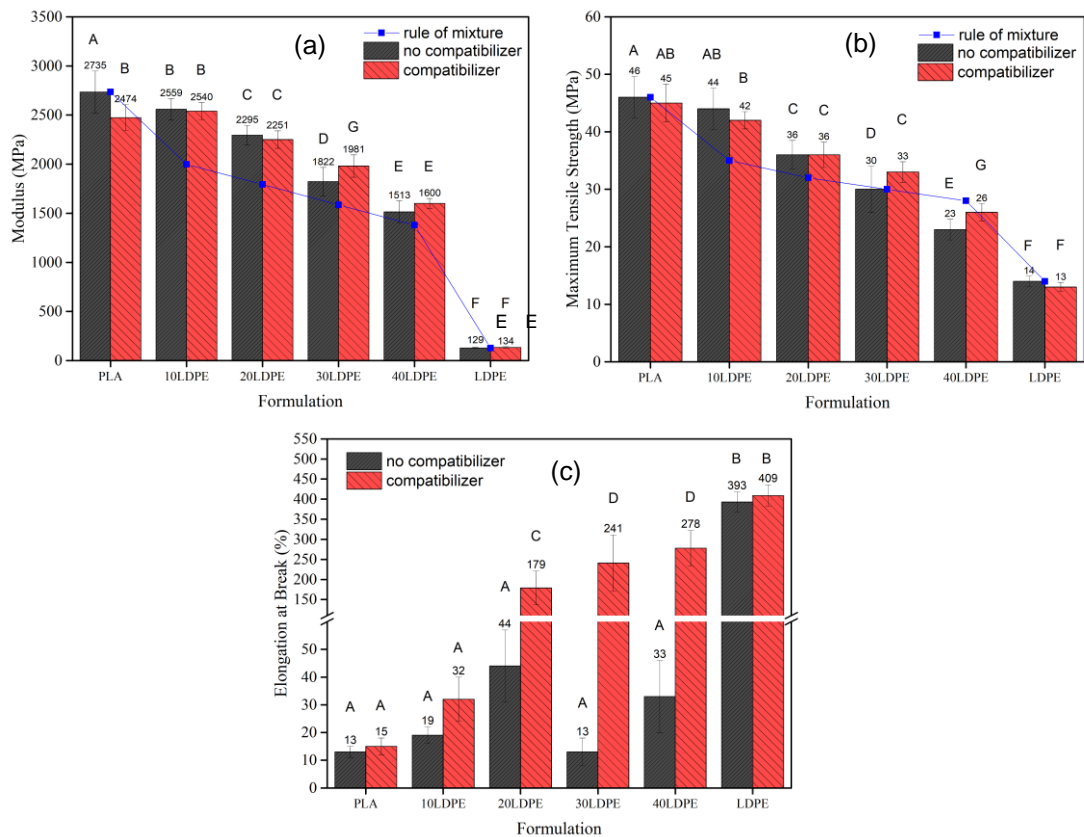 (a)
rule of mixture
no compatibilizer
compatibilizer
Modulus (MPa)
3500
3000
2500
2000
1500
1000
500
0
A
2735
B
2474
B
2559
B
2540
C
2295
C
2251
D
1822
G
1981
E
1513
E
1600
F
129
F
134
E E
PLA 10LDPE 20LDPE 30LDPE 40LDPE LDPE
Formulation
(b)
rule of mixture
no compatibilizer
compatibilizer
Maximum Tensile Strength (MPa)
60
50
40
30
20
10
0
A
46
AB
45
AB
44
B
42
C
36
C
36
D
30
C
33
E
23
G
26
F
14
F
13
PLA 10LDPE 20LDPE 30LDPE 40LDPE LDPE
Formulation
(c)
no compatibilizer
compatibilizer
Elongation at Break (%)
550
500
450
400
350
300
250
200
150
50
40
30
20
10
0
A
13
A
15
A
19
A
32
A
44
C
179
A
13
D
241
A
33
D
278
B
393
B
409
PLA 10LDPE 20LDPE 30LDPE 40LDPE LDPE
Formulation